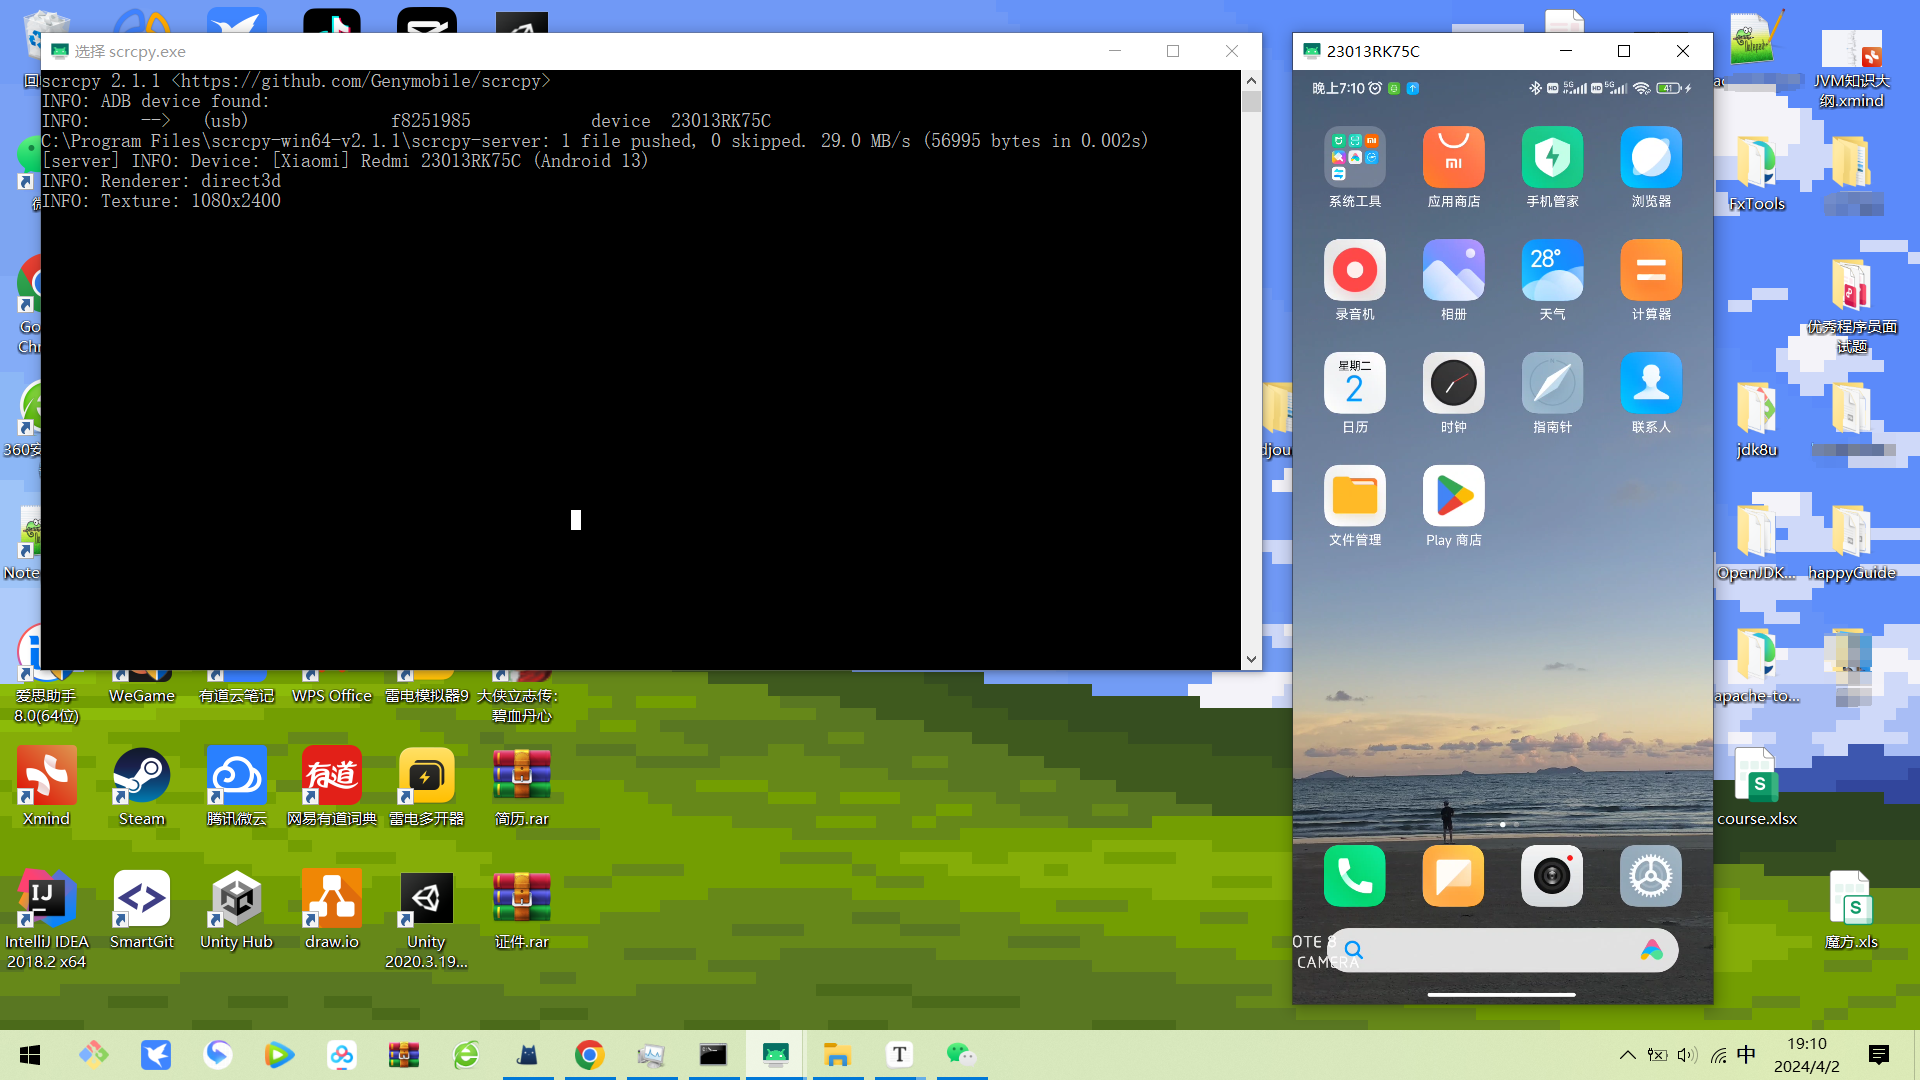 选择 scrcpy.exe
scrcpy 2.1.1 <https://github.com/Genymobile/scrcpy>
INFO: ADB device found:
INFO:     -->   (usb)              f8251985            device  23013RK75C
C:\Program Files\scrcpy-win64-v2.1.1\scrcpy-server: 1 file pushed, 0 skipped. 29.0 MB/s (56995 bytes in 0.002s)
[server] INFO: Device: [Xiaomi] Redmi 23013RK75C (Android 13)
INFO: Renderer: direct3d
INFO: Texture: 1080x2400
23013RK75C
晚上7:10
5G
5G
41
系统工具
应用商店
手机管家
浏览器
28°
录音机
相册
天气
计算器
星期二
2
日历
时钟
指南针
联系人
文件管理
Play 商店
OTE 8
CAMERA
回
Go
Chr
360安
Note
爱思助手
8.0(64位)
WeGame
有道云笔记
WPS Office
雷电模拟器9
大侠立志传:
碧血丹心
有道
Xmind
Steam
腾讯微云
网易有道词典
雷电多开器
简历.rar
IJ
IntelliJ IDEA
2018.2 x64
SmartGit
Unity Hub
draw.io
Unity
2020.3.19...
证件.rar
djou
JVM知识大
纲.xmind
FxTools
优秀程序员面
试题
jdk8u
OpenJDK...
happyGuide
apache-to...
S
course.xlsx
S
魔方.xls
T
中
19:10
2024/4/2